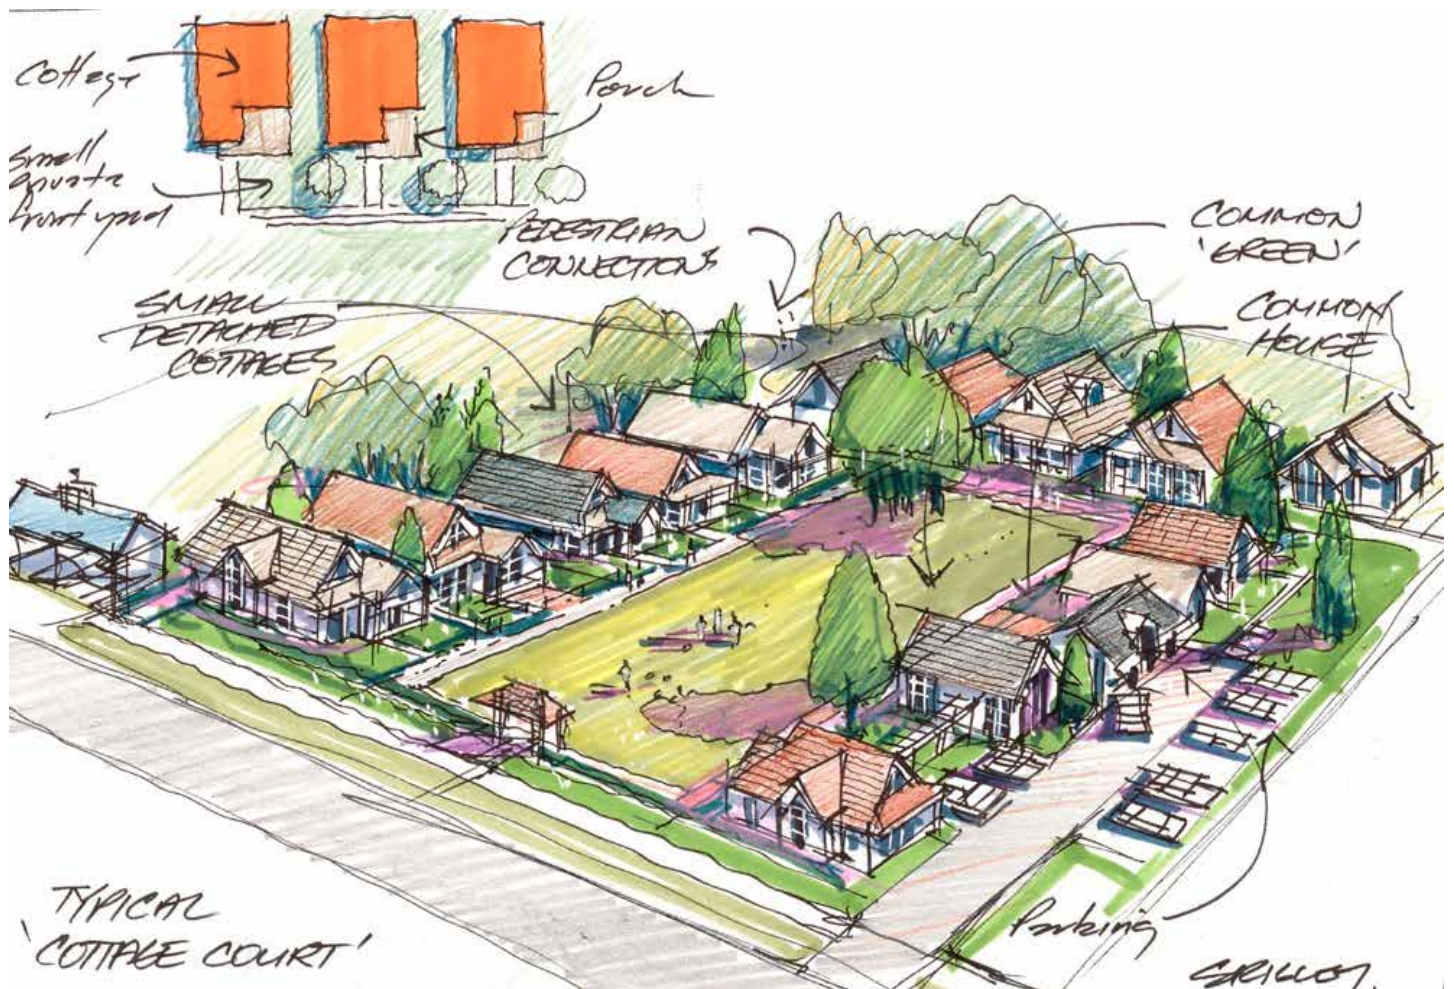 Cottage
Porch
small
private
front yard
PEDESTRIAN
CONNECTIONS
COMMON
'GREEN'
SMALL
DETACHED
COTTAGES
COMMON
HOUSE
Parking
TYPICAL
'COTTAGE COURT'